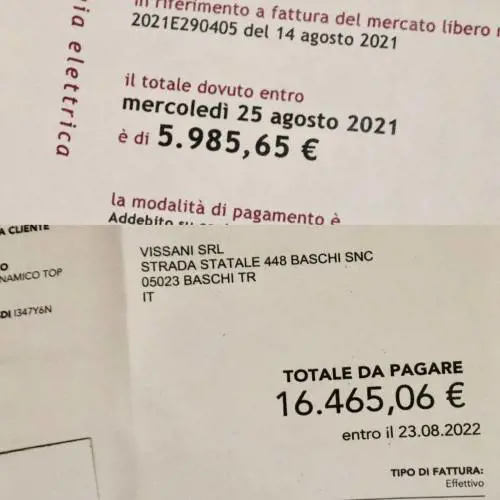 in riferimento a fattura del mercato libero
2021E290405 del 14 agosto 2021
ia elettrica
il totale dovuto entro
mercoledì 25 agosto 2021
è di 5.985,65 €
la modalità di pagamento è
Addebito su
A CLIENTE
VISSANI SRL
STRADA STATALE 448 BASCHI SNC
05023 BASCHI TR
IT
O
NAMICO TOP
DI I347Y6N
TOTALE DA PAGARE
16.465,06 €
entro il 23.08.2022
TIPO DI FATTURA:
Effettivo